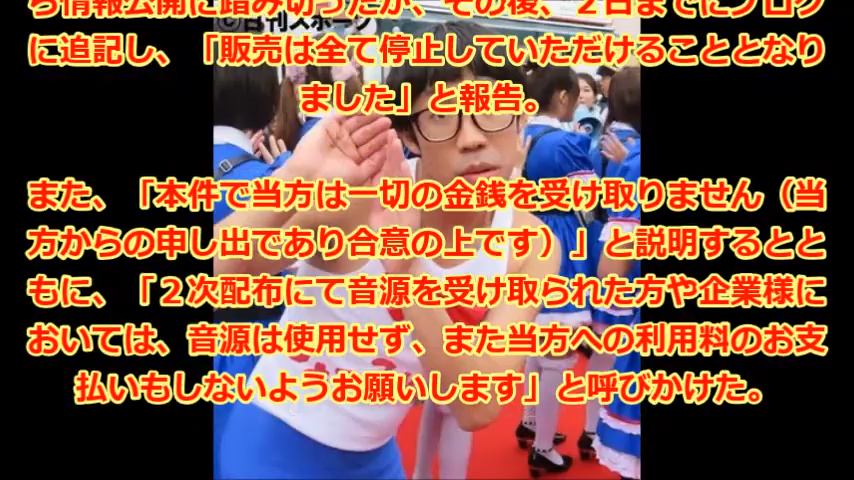 ら情報公開に踏み切ったが、その後、２日までにブログ
に追記し、「販売は全て停止していただけることとなり
ました」と報告。
また、「本件で当方は一切の金銭を受け取りません（当
方からの申し出であり合意の上です）」と説明するとと
もに、「２次配布にて音源を受け取られた方や企業様に
おいては、音源は使用せず、また当方への利用料のお支
払いもしないようお願いします」と呼びかけた。
©日刊スポーツ